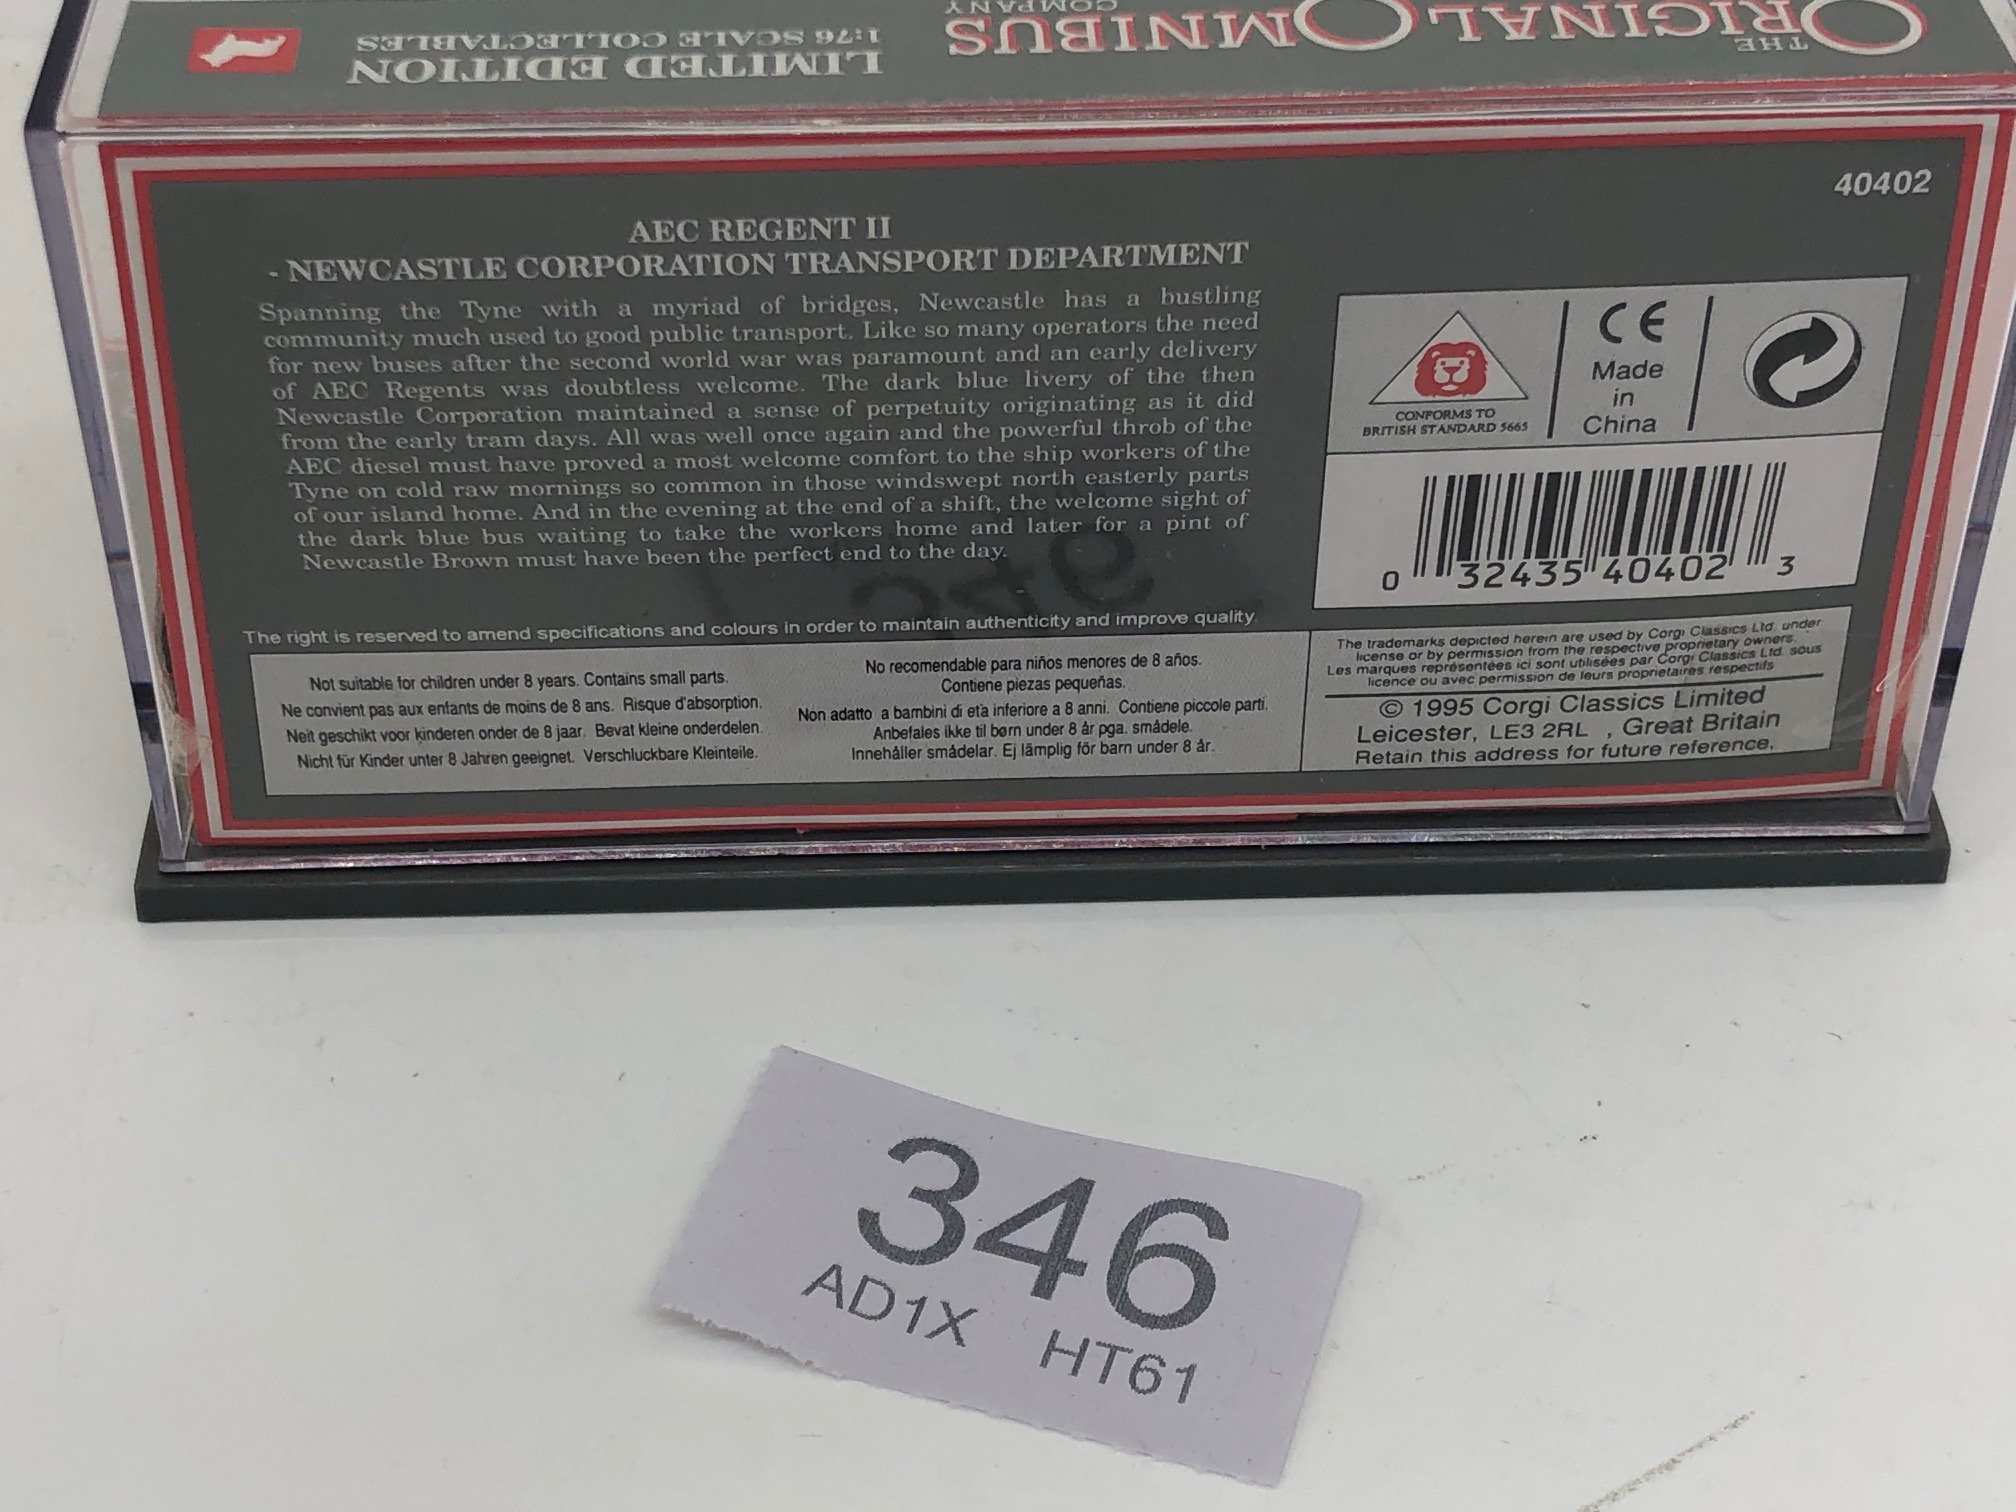 THE
ORIGINAL OMNIBUS
COMPANY
LIMITED EDITION
1:76 SCALE COLLECTABLES
40402
AEC REGENT II
- NEWCASTLE CORPORATION TRANSPORT DEPARTMENT
Spanning the Tyne with a myriad of bridges, Newcastle has a bustling
community much used to good public transport. Like so many operators the need
for new buses after the second world war was paramount and an early delivery
of AEC Regents was doubtless welcome. The dark blue livery of the then
Newcastle Corporation maintained a sense of perpetuity originating as it did
from the early tram days. All was well once again and the powerful throb of the
AEC diesel must have proved a most welcome comfort to the ship workers of the
Tyne on cold raw mornings so common in those windswept north easterly parts
of our island home. And in the evening at the end of a shift, the welcome sight of
the dark blue bus waiting to take the workers home and later for a pint of
Newcastle Brown must have been the perfect end to the day.
CONFORMS TO
BRITISH STANDARD 5665
CE
Made
in
China
0 32435 40402 3
The right is reserved to amend specifications and colours in order to maintain authenticity and improve quality.
Not suitable for children under 8 years. Contains small parts.
Ne convient pas aux enfants de moins de 8 ans. Risque d'absorption.
Neit geschikt voor kinderen onder de 8 jaar. Bevat kleine onderdelen.
Nicht für Kinder unter 8 Jahren geeignet. Verschluckbare Kleinteile.
No recomendable para niños menores de 8 años.
Contiene piezas pequeñas.
Non adatto a bambini di età inferiore a 8 anni. Contiene piccole parti.
Anbefales ikke til børn under 8 år pga. smådele.
Innehåller smådelar. Ej lämplig för barn under 8 år.
The trademarks depicted herein are used by Corgi Classics Ltd. under
license or by permission from the respective proprietary owners.
Les marques représentées ici sont utilisées par Corgi Classics Ltd. sous
licence ou avec permission de leurs propriétaires respectifs
© 1995 Corgi Classics Limited
Leicester, LE3 2RL , Great Britain
Retain this address for future reference.
346
AD1X HT61